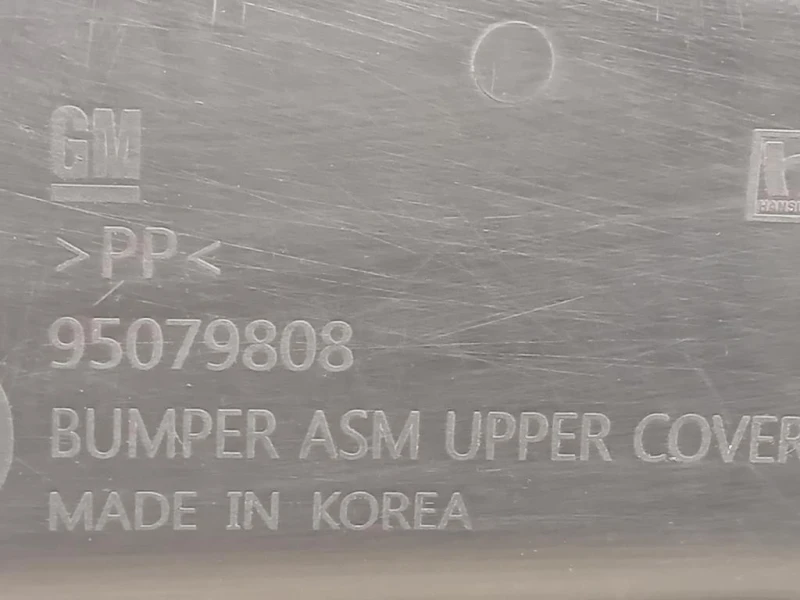 GM
>PP<
95079808
BUMPER ASM UPPER COVER
MADE IN KOREA